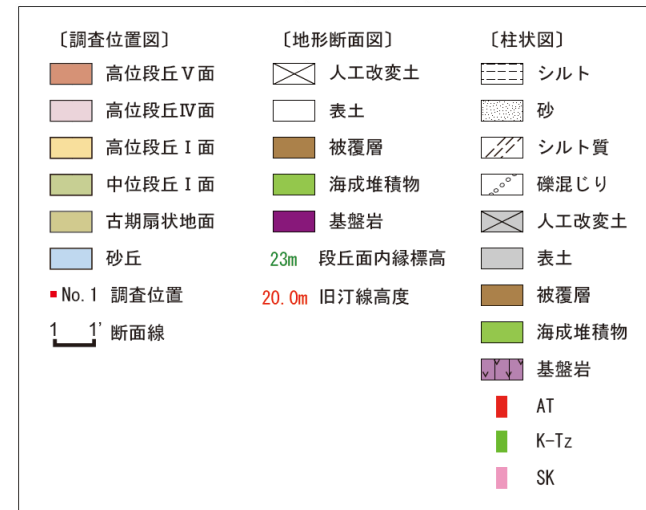 〔調査位置図〕
高位段丘Ⅴ面
高位段丘Ⅳ面
高位段丘Ⅰ面
中位段丘Ⅰ面
古期扇状地面
砂丘
No. 1 調査位置
1 1' 断面線
〔地形断面図〕
人工改変土
表土
被覆層
海成堆積物
基盤岩
23m 段丘面内縁標高
20.0m 旧汀線高度
〔柱状図〕
シルト
砂
シルト質
礫混じり
人工改変土
表土
被覆層
海成堆積物
基盤岩
AT
K-Tz
SK